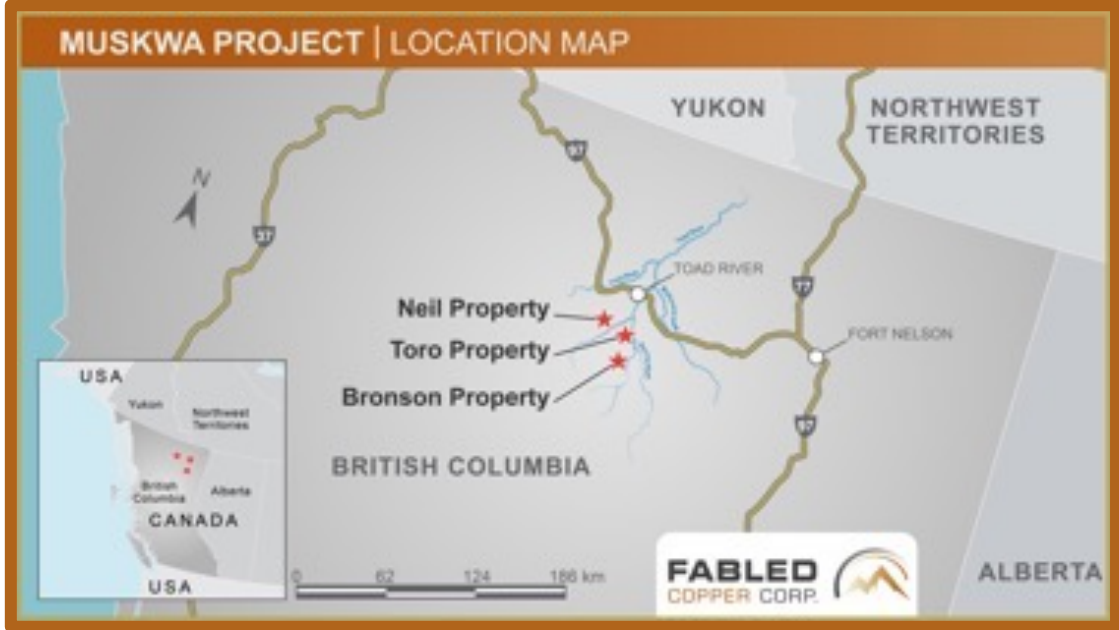 MUSKWA PROJECT | LOCATION MAP
YUKON
NORTHWEST
TERRITORIES
N
37
TOAD RIVER
Neil Property
Toro Property
Bronson Property
FORT NELSON
BRITISH COLUMBIA
ALBERTA
USA
Yukon
Northwest
Territories
British
Columbia
Alberta
CANADA
USA
0 62 124 186 km
FABLED
COPPER CORP.